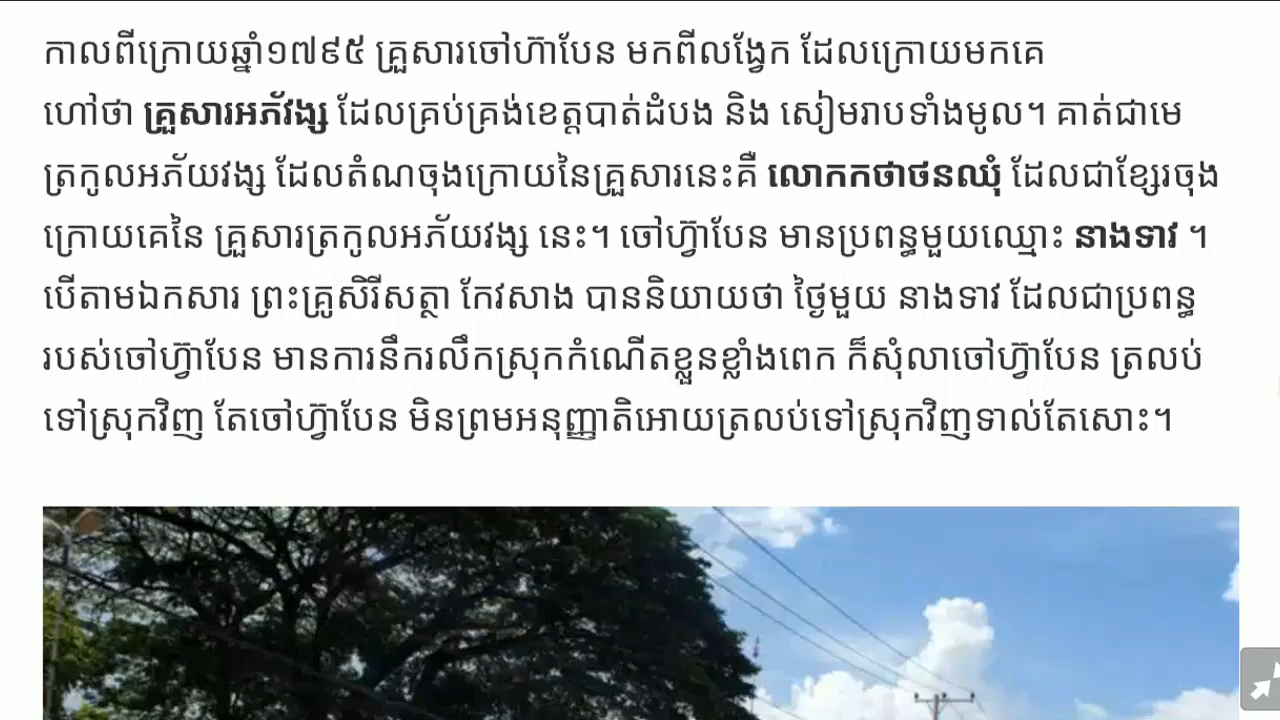 កាលពីក្រោយឆ្នាំ១៧៩៥ គ្រួសារចៅហ៊ាបែន មកពីលង្វែក ដែលក្រោយមកគេ
ហៅថា គ្រួសារអភ័វង្ស ដែលគ្រប់គ្រង់ខេត្តបាត់ដំបង និង សៀមរាបទាំងមូល។ គាត់ជាមេ
ត្រកូលអភ័យវង្ស ដែលតំណចុងក្រោយនៃគ្រួសារនេះគឺ លោកកថាថនឈុំ ដែលជាខ្សែរចុង
ក្រោយគេនៃ គ្រួសារត្រកូលអភ័យវង្ស នេះ។ ចៅហ្វ៊ាបែន មានប្រពន្ធមួយឈ្មោះ នាងទាវ ។
បើតាមឯកសារ ព្រះគ្រូសិរីសត្ថា កែវសាង បាននិយាយថា ថ្ងៃមួយ នាងទាវ ដែលជាប្រពន្ធ
របស់ចៅហ្វ៊ាបែន មានការនឹករលឹកស្រុកកំណើតខ្លួនខ្លាំងពេក ក៏សុំលាចៅហ្វ៊ាបែន ត្រលប់
ទៅស្រុកវិញ តែចៅហ្វ៊ាបែន មិនព្រមអនុញ្ញាតិអោយត្រលប់ទៅស្រុកវិញទាល់តែសោះ។